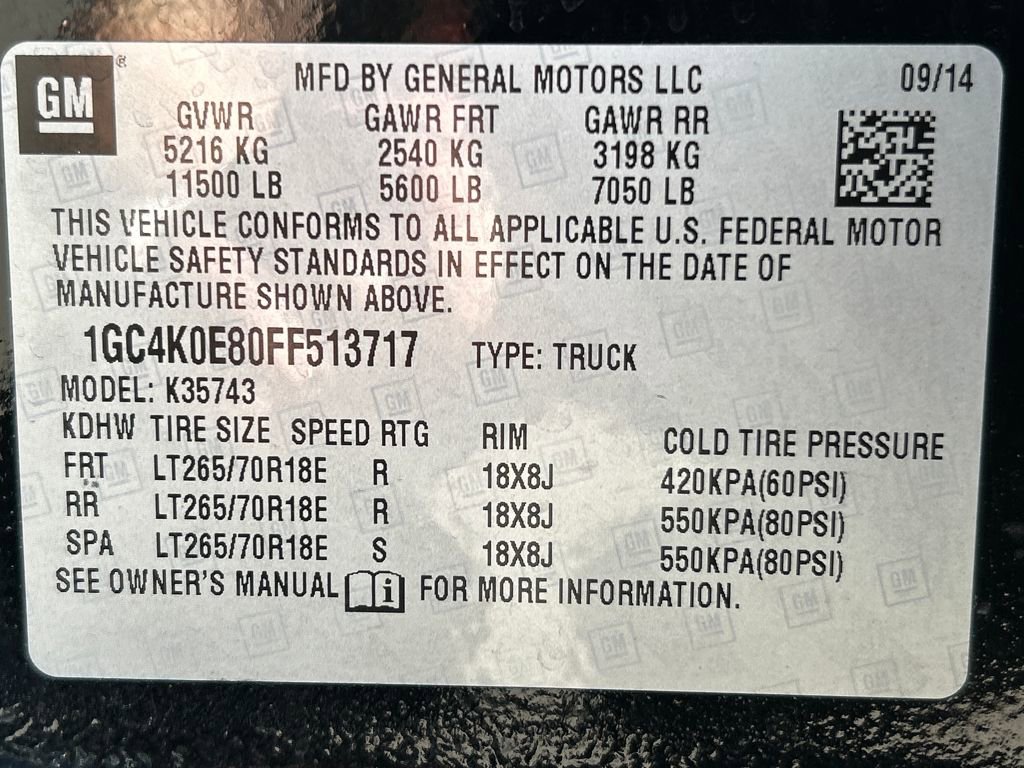 GM
MFD BY GENERAL MOTORS LLC 09/14
GVWR GAWR FRT GAWR RR
5216 KG 2540 KG 3198 KG
11500 LB 5600 LB 7050 LB
THIS VEHICLE CONFORMS TO ALL APPLICABLE U.S. FEDERAL MOTOR
VEHICLE SAFETY STANDARDS IN EFFECT ON THE DATE OF
MANUFACTURE SHOWN ABOVE.
1GC4K0E80FF513717 TYPE: TRUCK
MODEL: K35743
KDHW TIRE SIZE SPEED RTG RIM COLD TIRE PRESSURE
FRT LT265/70R18E R 18X8J 420KPA(60PSI)
RR LT265/70R18E R 18X8J 550KPA(80PSI)
SPA LT265/70R18E S 18X8J 550KPA(80PSI)
SEE OWNER'S MANUAL i FOR MORE INFORMATION.